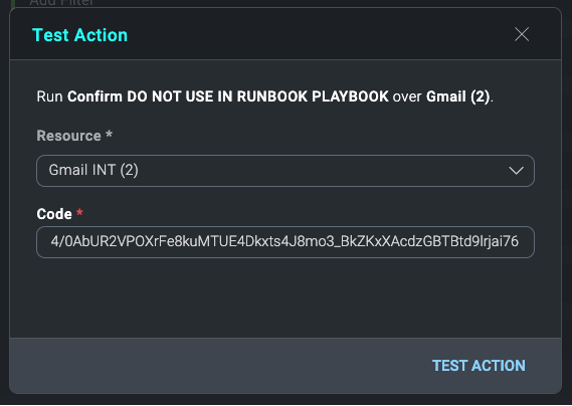 Add Filter
Test Action
Run Confirm DO NOT USE IN RUNBOOK PLAYBOOK over Gmail (2).
Resource *
Gmail INT (2)
Code *
4/0AbUR2VPOXrFe8kuMTUE4Dkxts4J8mo3_BkZKxXAcdzGBTBtd9lrjai76
TEST ACTION